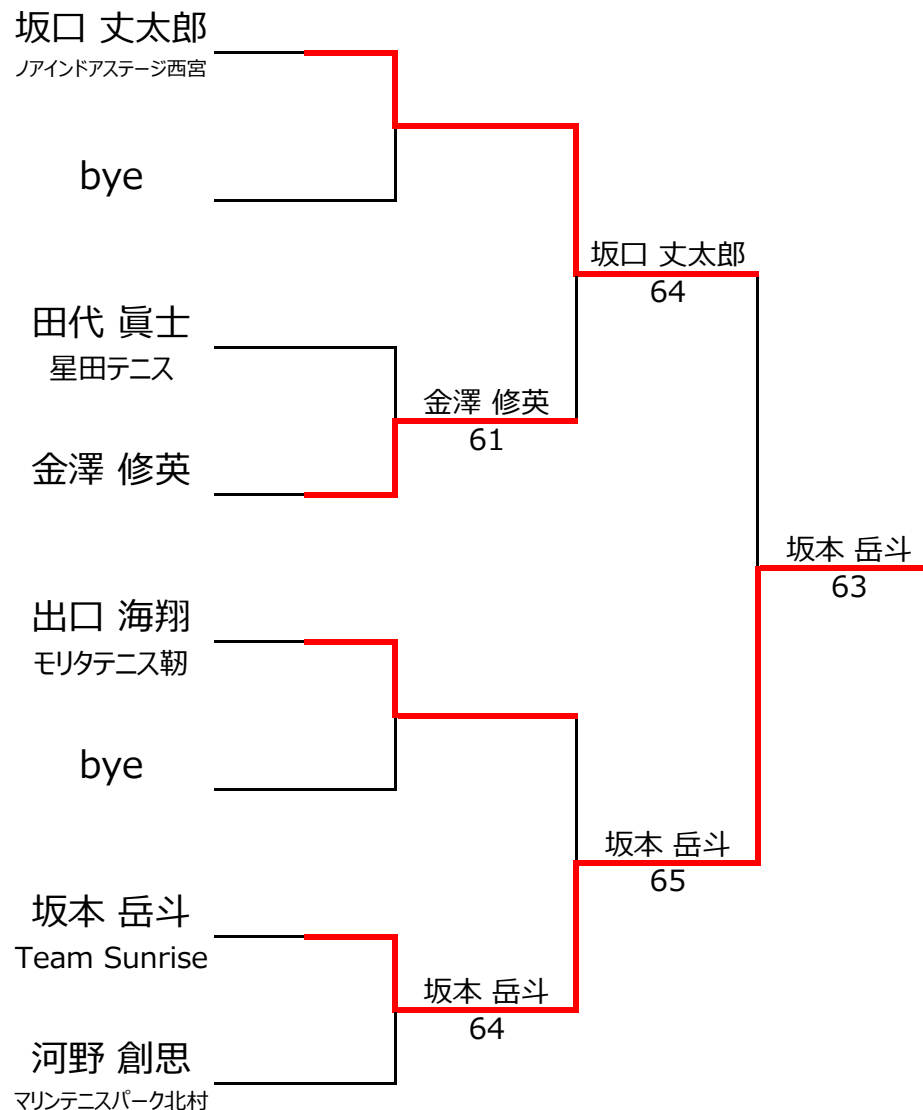 坂口 丈太郎
ノアインドアステージ西宮
bye
田代 眞士
星田テニス
金澤 修英
出口 海翔
モリタテニス靭
bye
坂本 岳斗
Team Sunrise
河野 創思
マリンテニスパーク北村
金澤 修英
61
坂本 岳斗
64
坂口 丈太郎
64
坂本 岳斗
65
坂本 岳斗
63